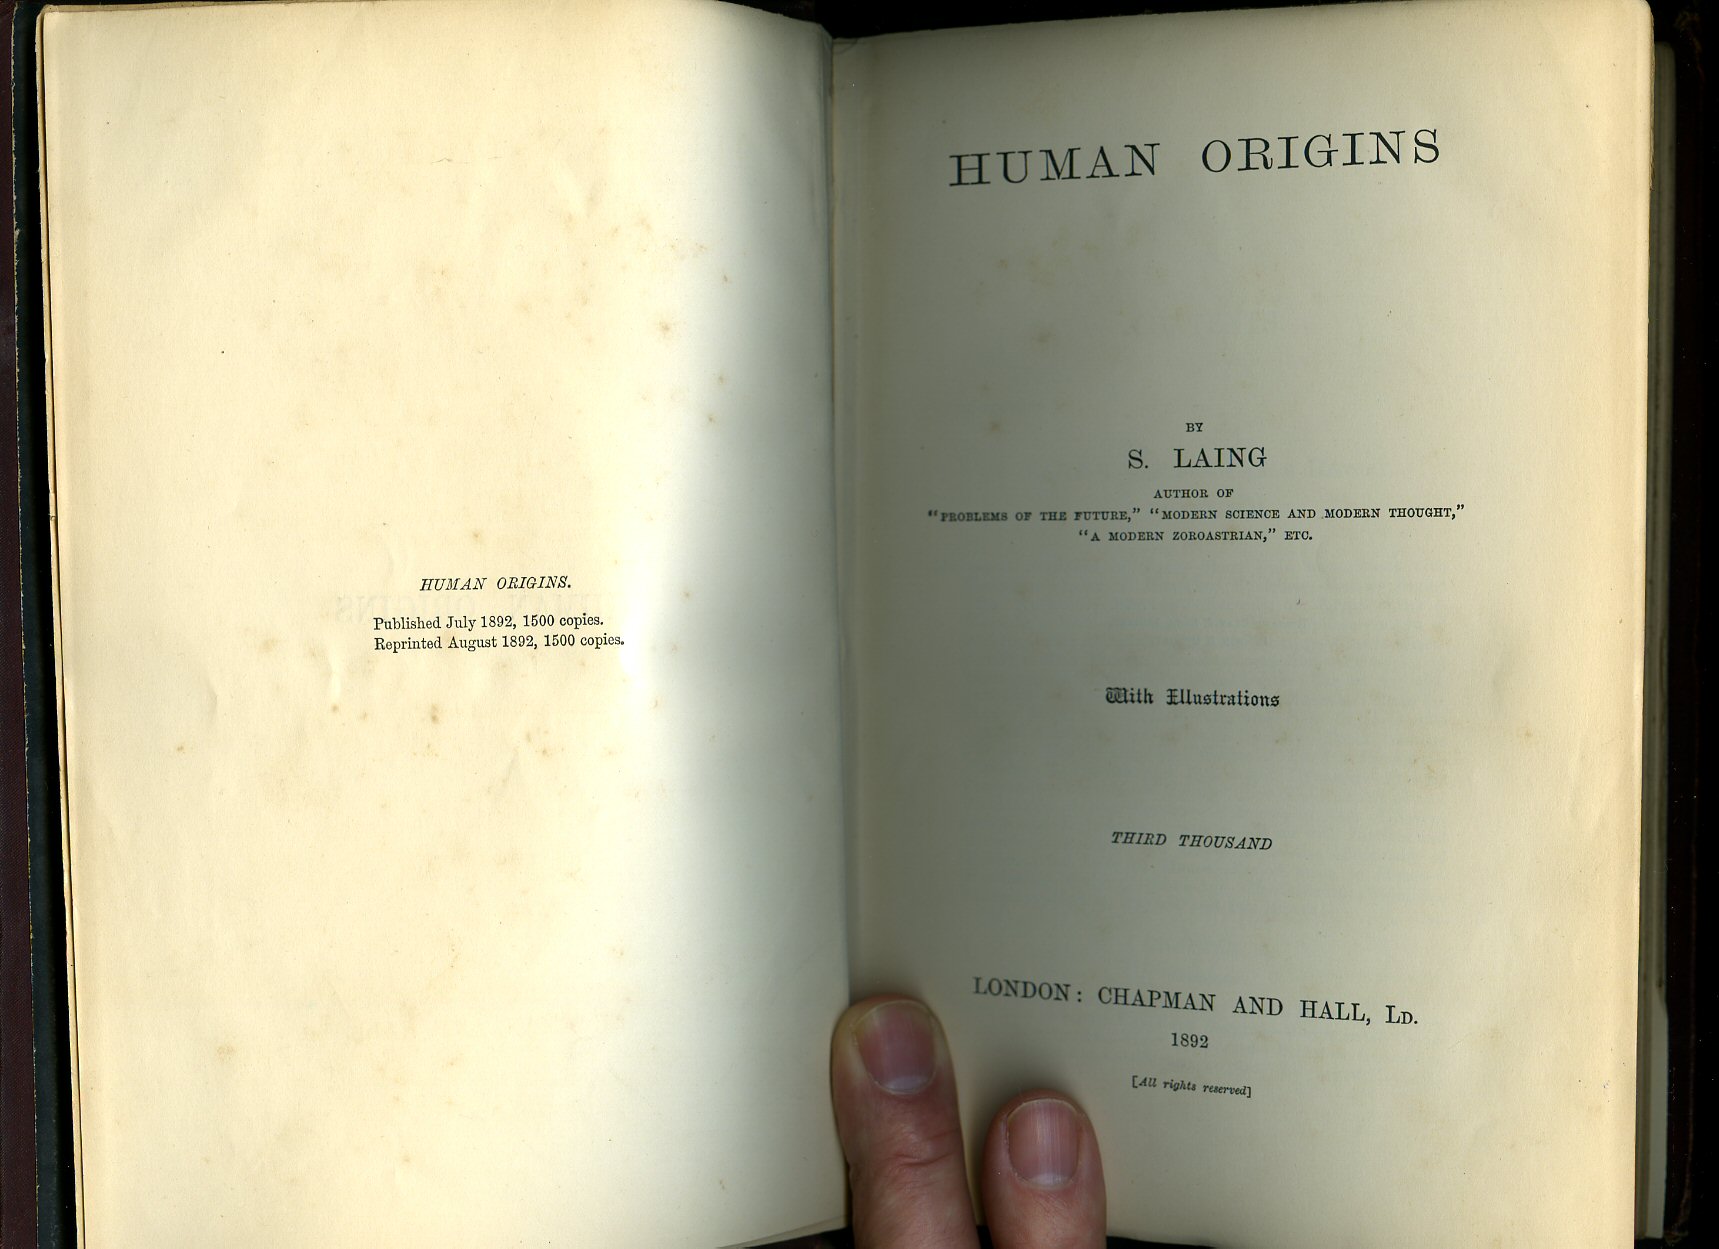 HUMAN ORIGINS.
Published July 1892, 1500 copies.
Reprinted August 1892, 1500 copies.
HUMAN ORIGINS
BY
S. LAING
AUTHOR OF
"PROBLEMS OF THE FUTURE," "MODERN SCIENCE AND MODERN THOUGHT,"
"A MODERN ZOROASTRIAN," ETC.
With Illustrations
THIRD THOUSAND
LONDON: CHAPMAN AND HALL, LD.
1892
[All rights reserved]